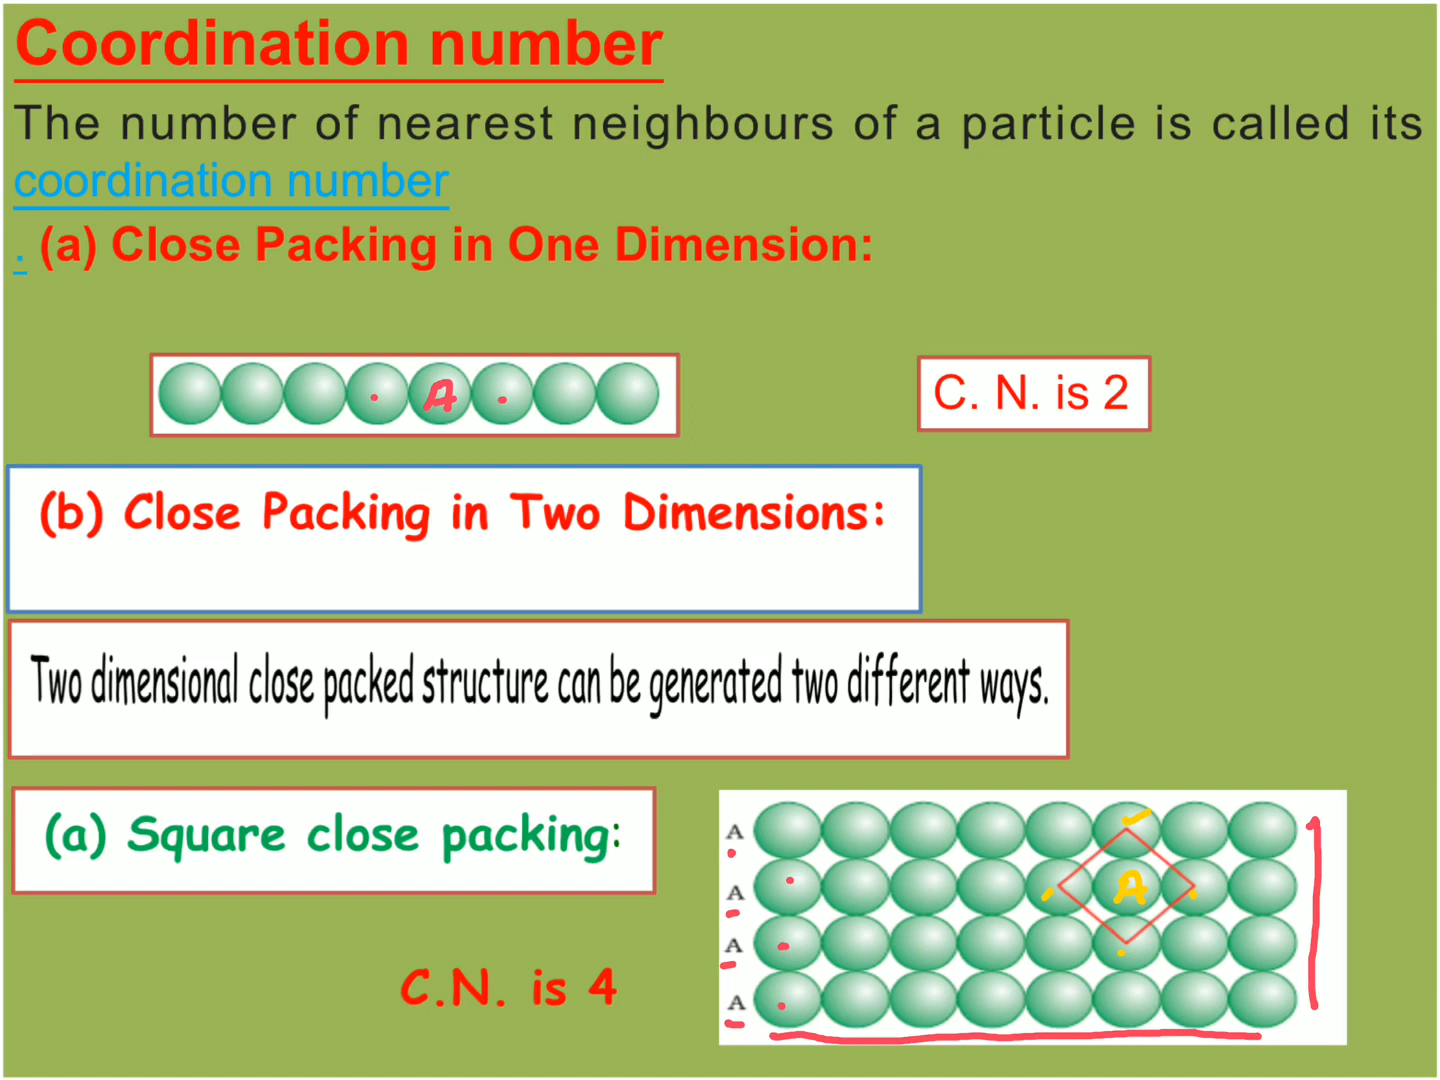 Coordination number
The number of nearest neighbours of a particle is called its
coordination number
. (a) Close Packing in One Dimension:
A
C. N. is 2
(b) Close Packing in Two Dimensions:
Two dimensional close packed structure can be generated two different ways.
(a) Square close packing:
A
A
A
A
A
C.N. is 4